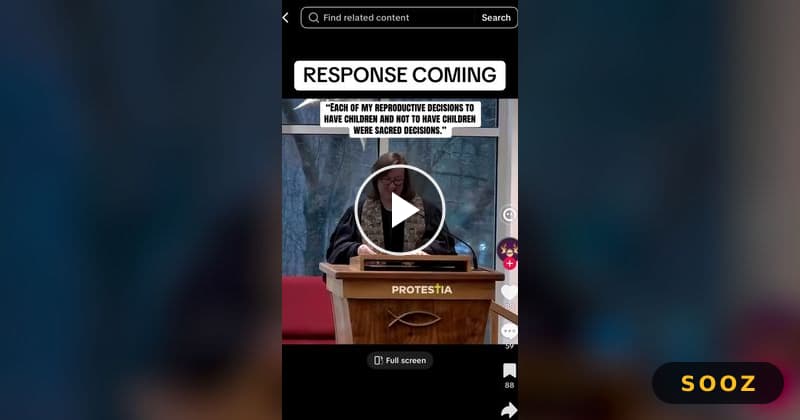 Find related content
Search
RESPONSE COMING
"EACH OF MY REPRODUCTIVE DECISIONS TO
HAVE CHILDREN AND NOT TO HAVE CHILDREN
WERE SACRED DECISIONS."
PROTESTIA
59
Full screen
88
SOOZ